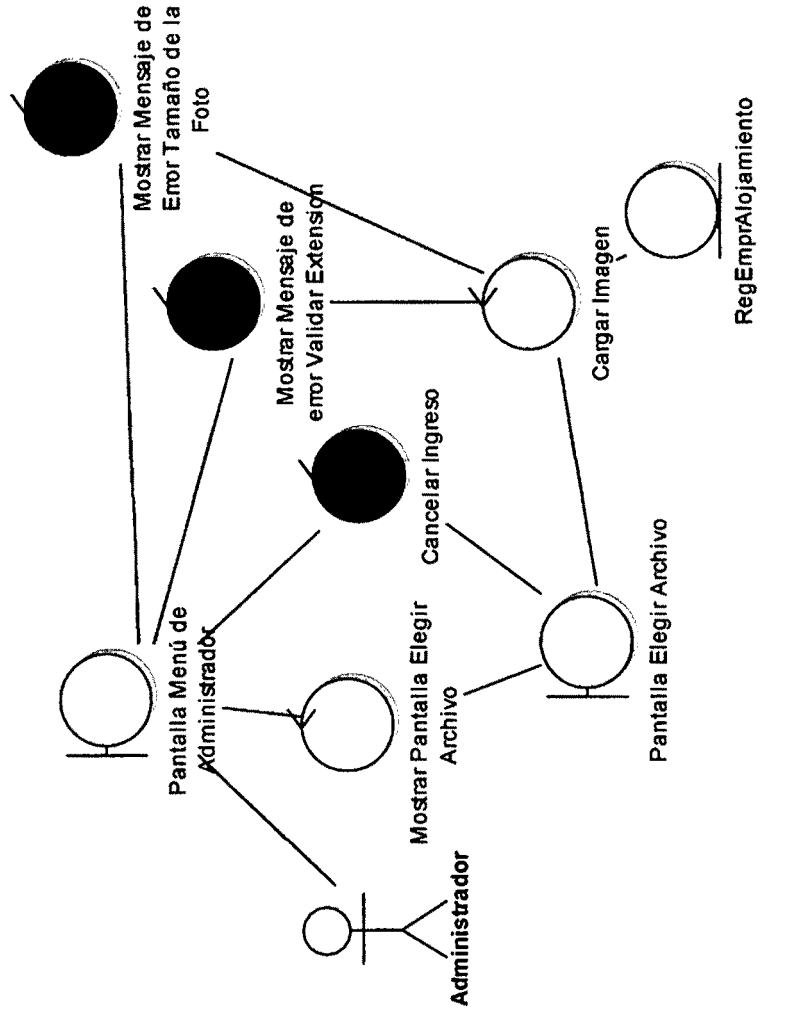 Administrador
Pantalla Menú de
Administrador
Mostrar Pantalla Elegir
Archivo
Pantalla Elegir Archivo
Cancelar Ingreso
Mostrar Mensaje de
error Validar Extension
Cargar Imagen
RegEmprAlojamiento
Mostrar Mensaje de
Error Tamaño de la
Foto